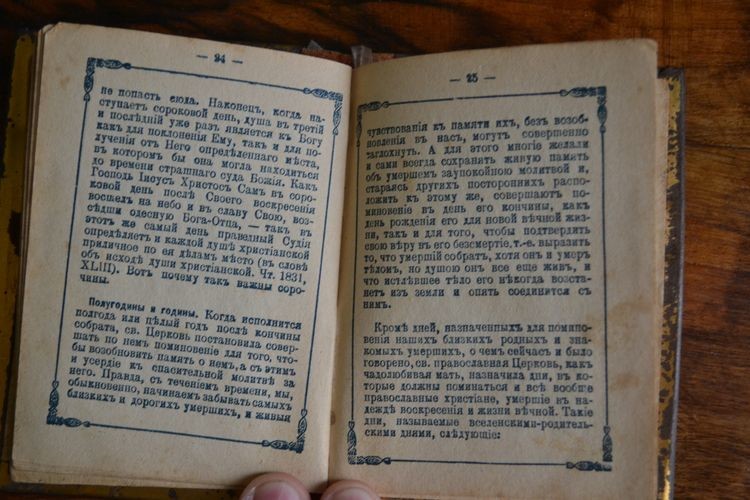 — 24 —
не попасть сюда. Наконецъ, когда на-
ступаетъ сороковой день, душа въ третій
и послѣдній уже разъ является къ Богу
какъ для поклоненія Ему, такъ и для по-
лученія отъ Него опредѣленнаго мѣста,
въ которомъ бы она могла находиться
до времени страшнаго суда Божія. Какъ
Господь Іисусъ Христосъ Самъ въ соро-
ковой день послѣ Своего воскресенія
восшелъ на небо и въ славу Свою, воз-
сѣдши одесную Бога-Отца, — такъ въ
этотъ же самый день праведный Судія
опредѣляетъ и каждой душѣ христіанской
приличное по ея дѣламъ мѣсто (въ словѣ
объ исходѣ души христіанской. Чт. 1831,
XLIII). Вотъ почему такъ важны соро-
чины.
Полугодины и годины. Когда исполнится
полгода или цѣлый годъ послѣ кончины
собрата, св. Церковь постановила совер-
шать по немъ поминовеніе для того, что-
бы возобновить память о немъ, а съ этимъ
и усердіе къ спасительной молитвѣ за
него. Правда, съ теченіемъ времени, мы,
обыкновенно, начинаемъ забывать самыхъ
близкихъ и дорогихъ умершихъ, и живыя
— 25 —
чувствованія къ памяти ихъ, безъ возоб-
новленія въ насъ, могутъ совершенно
заглохнуть. А для этого многіе желали
и сами всегда сохранять живую память
объ умершемъ заупокойною молитвой и,
стараясь другихъ постороннихъ распо-
ложить къ этому же, совершаютъ по-
миновеніе въ день его кончины, какъ
день рожденія его для новой вѣчной жиз-
ни, такъ и для того, чтобы подтвердить
свою вѣру въ его безсмертіе, т.-е. выразить
то, что умершій собратъ, хотя онъ и умеръ
тѣломъ, но душою онъ все еще живъ, и
что истлѣвшее тѣло его нѣкогда возста-
нетъ изъ земли и опять соединится съ
нимъ.
Кромѣ дней, назначенныхъ для помино-
венія нашихъ близкихъ родныхъ и зна-
комыхъ умершихъ, о чемъ сейчасъ и было
говорено, св. православная Церковь, какъ
чадолюбивая мать, назначила дни, въ ко-
торые должны поминаться и всѣ вообще
православные христіане, умершіе въ на-
деждѣ воскресенія и жизни вѣчной. Такіе
дни, называемые вселенскими-родитель-
скими днями, слѣдующіе: